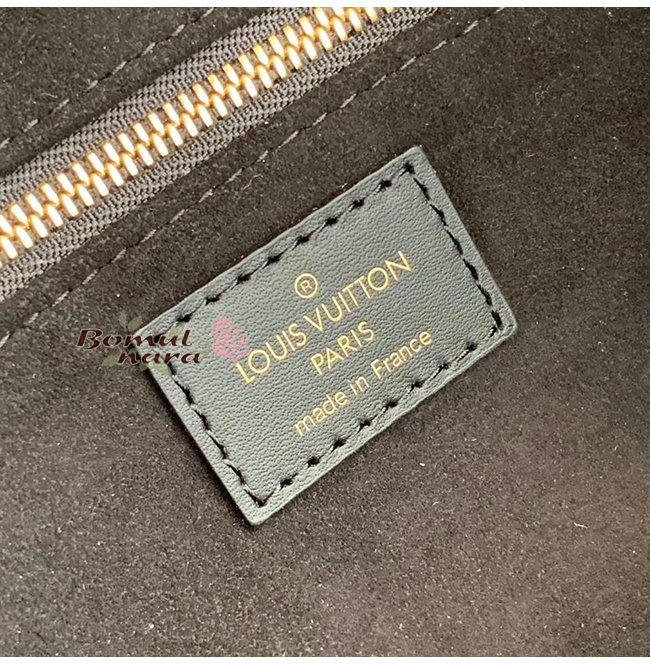 ®
LOUIS VUITTON
PARIS
made in France
Bomul
nara